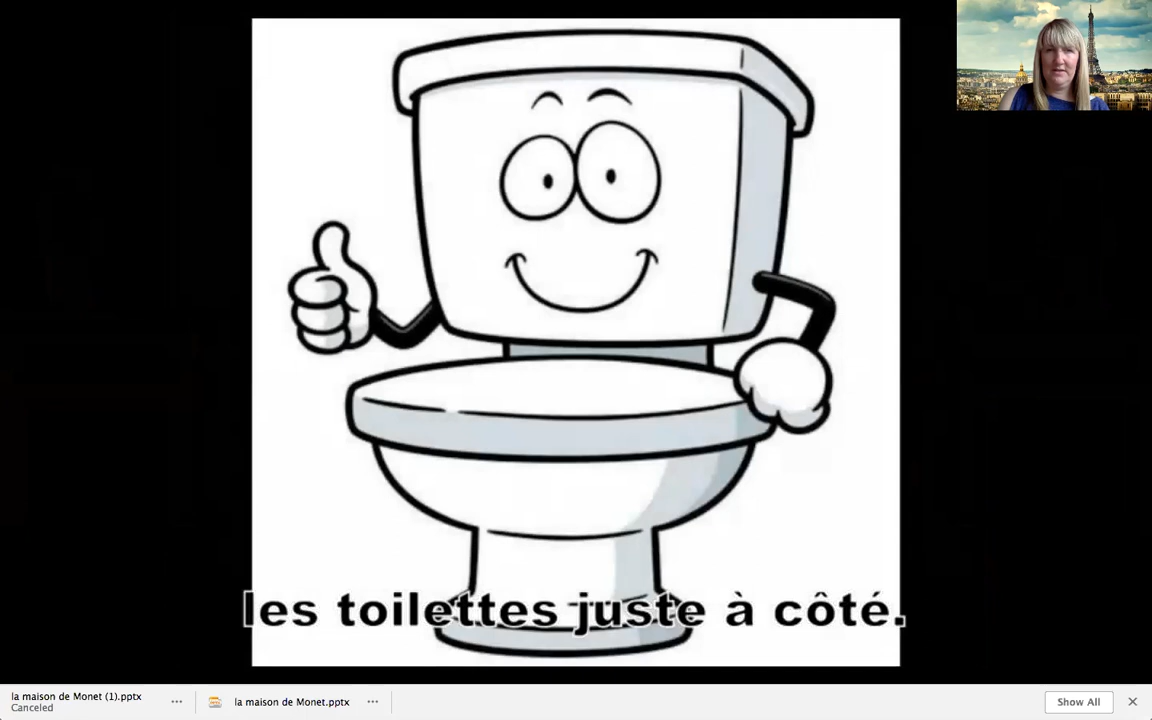 les toilettes juste à côté.
la maison de Monet (1).pptx
Canceled
la maison de Monet.pptx
Show All